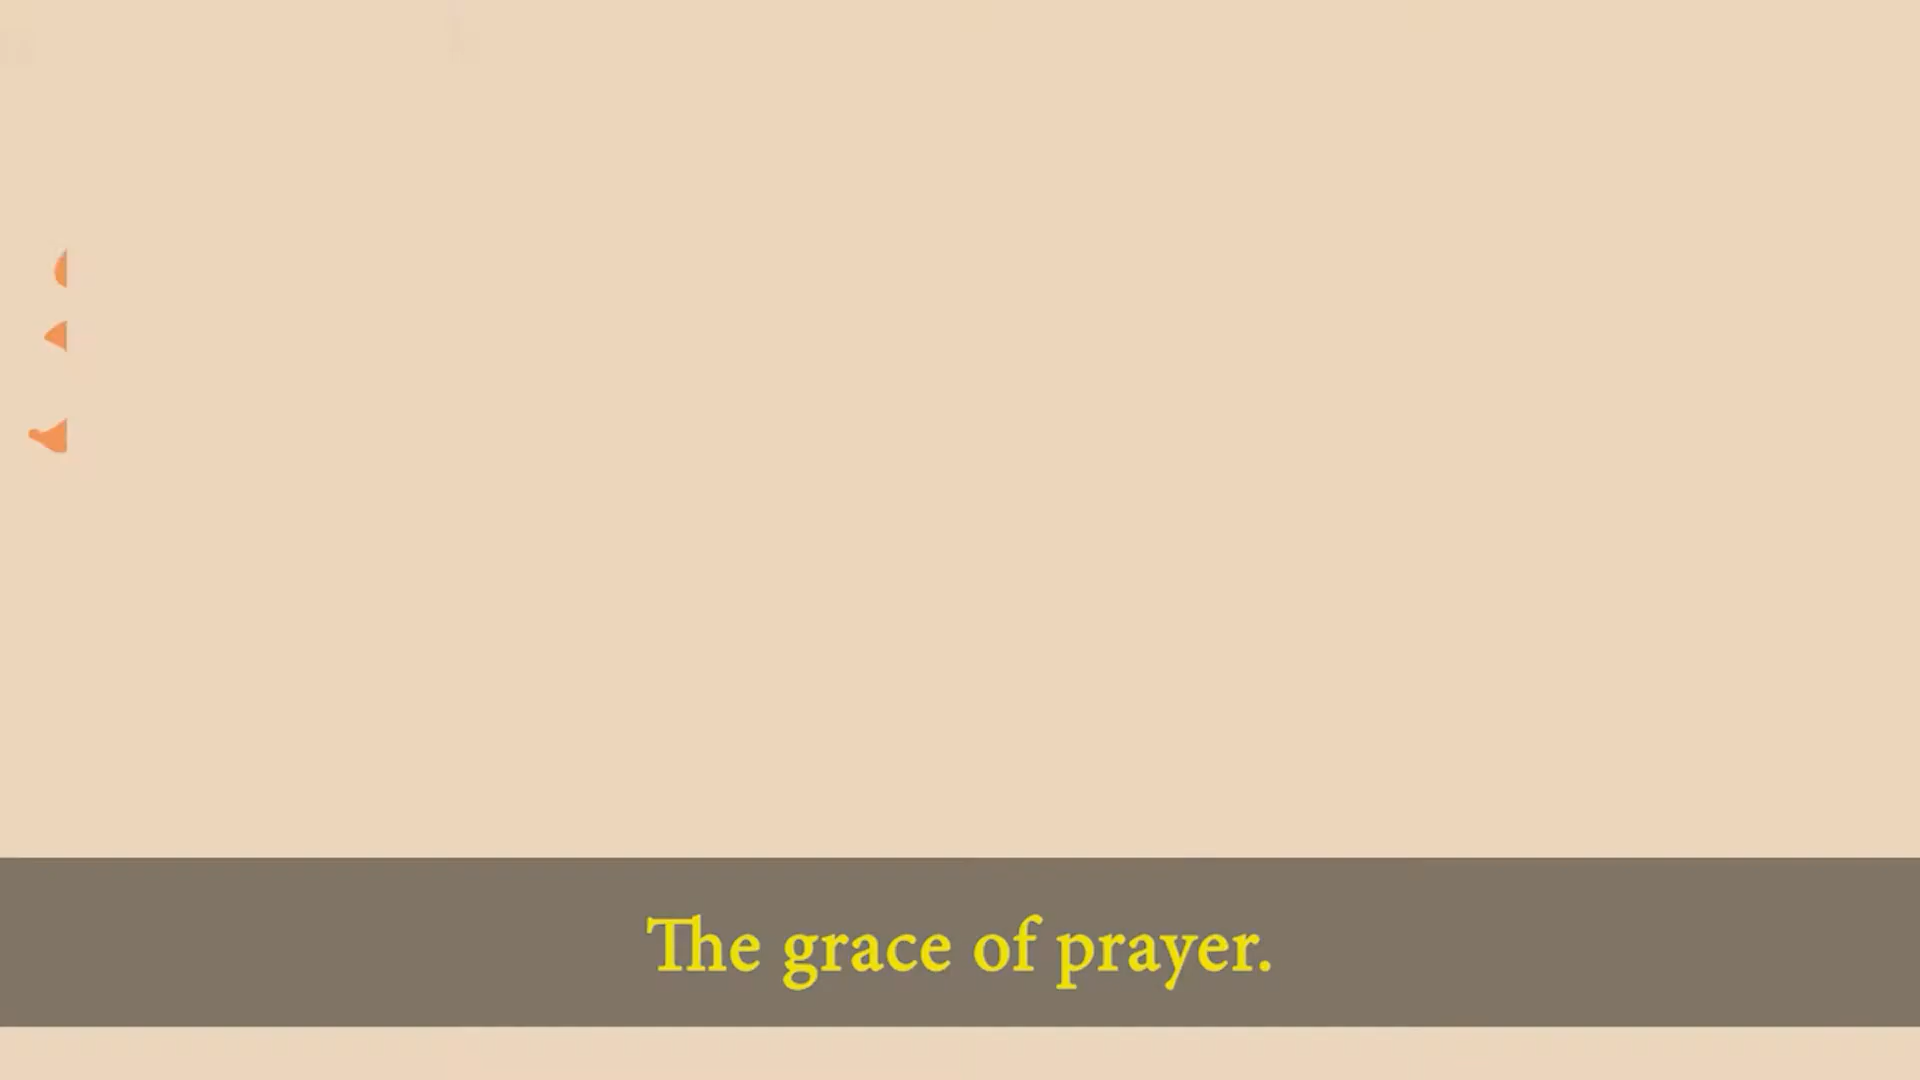 The grace of prayer.